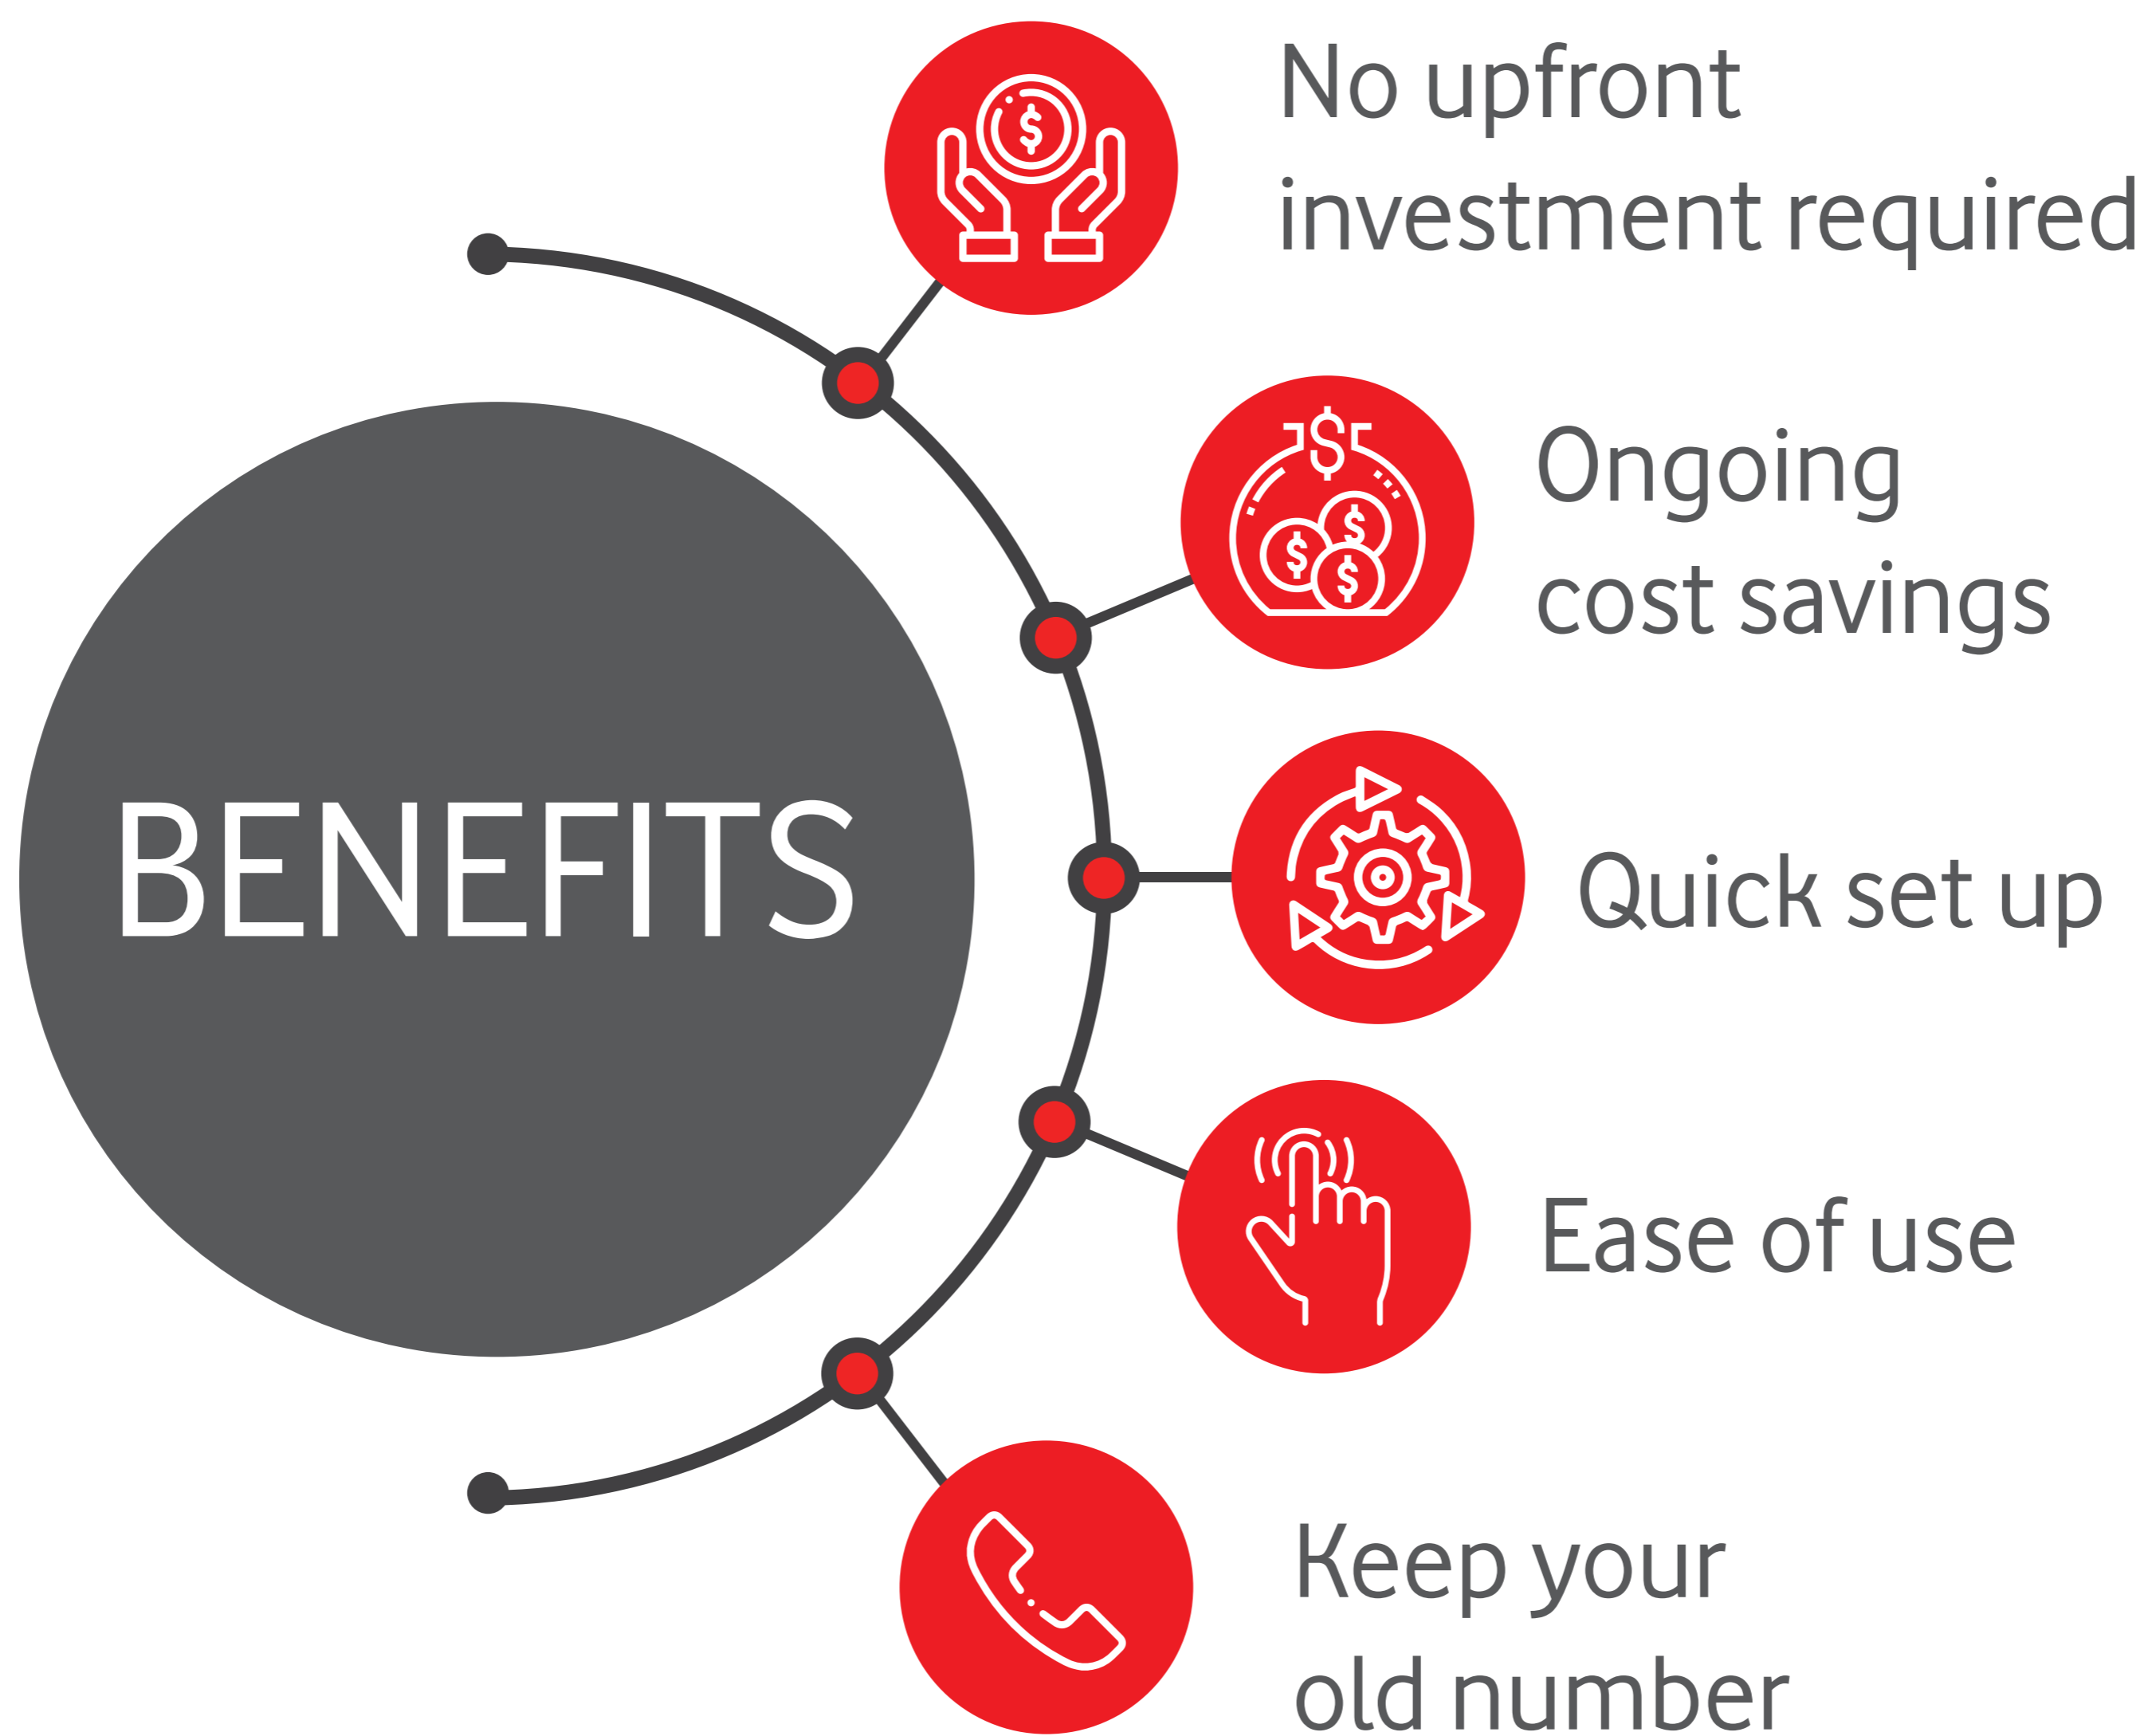 BENEFITS
No upfront
investment required
Ongoing
cost savings
Quick set up
Ease of use
Keep your
old number